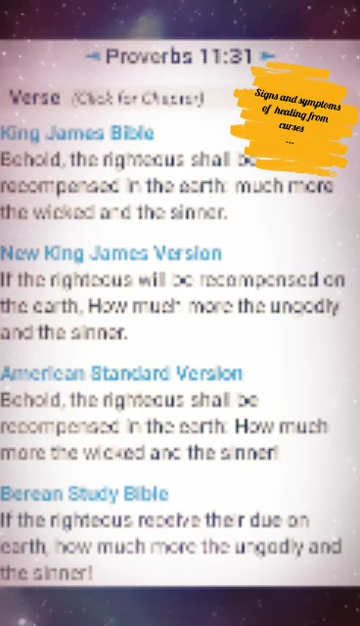 Proverbs 11:31
Verse (Click for Chapter)
Signs and symptoms
of healing from
curses
...
King James Bible
Behold, the righteous shall be
recompensed in the earth: much more
the wicked and the sinner.
New King James Version
If the righteous will be recompensed on
the earth, How much more the ungodly
and the sinner.
American Standard Version
Behold, the righteous shall be
recompensed in the earth: How much
more the wicked and the sinner!
Berean Study Bible
If the righteous receive their due on
earth, how much more the ungodly and
the sinner!